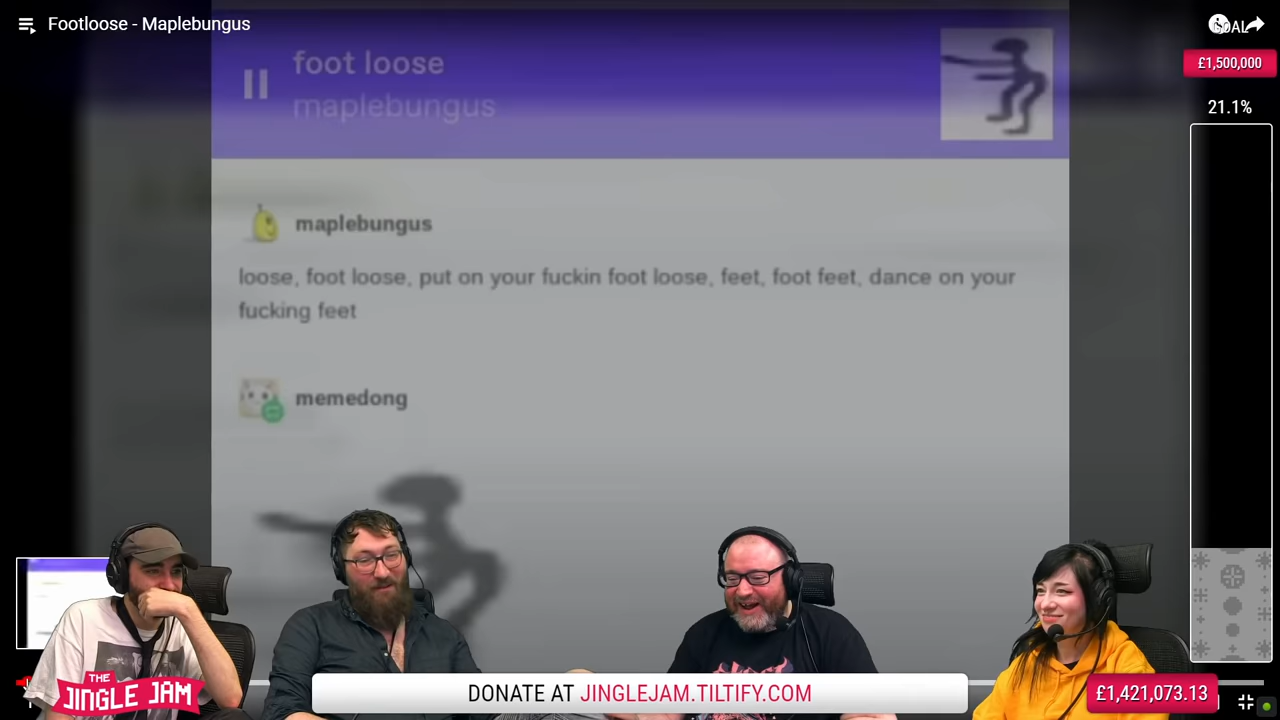 Footloose - Maplebungus
GOAL
£1,500,000
21.1%
foot loose
maplebungus
maplebungus
loose, foot loose, put on your fuckin foot loose, feet, foot feet, dance on your
fucking feet
memedong
THE
JINGLE JAM
DONATE AT JINGLEJAM.TILTIFY.COM
£1,421,073.13